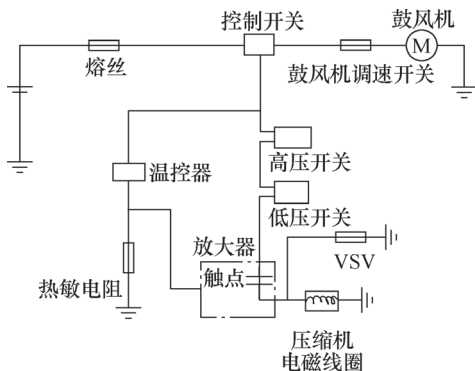 控制开关
鼓风机
M
熔丝
鼓风机调速开关
高压开关
温控器
低压开关
放大器
触点
VSV
热敏电阻
压缩机
电磁线圈